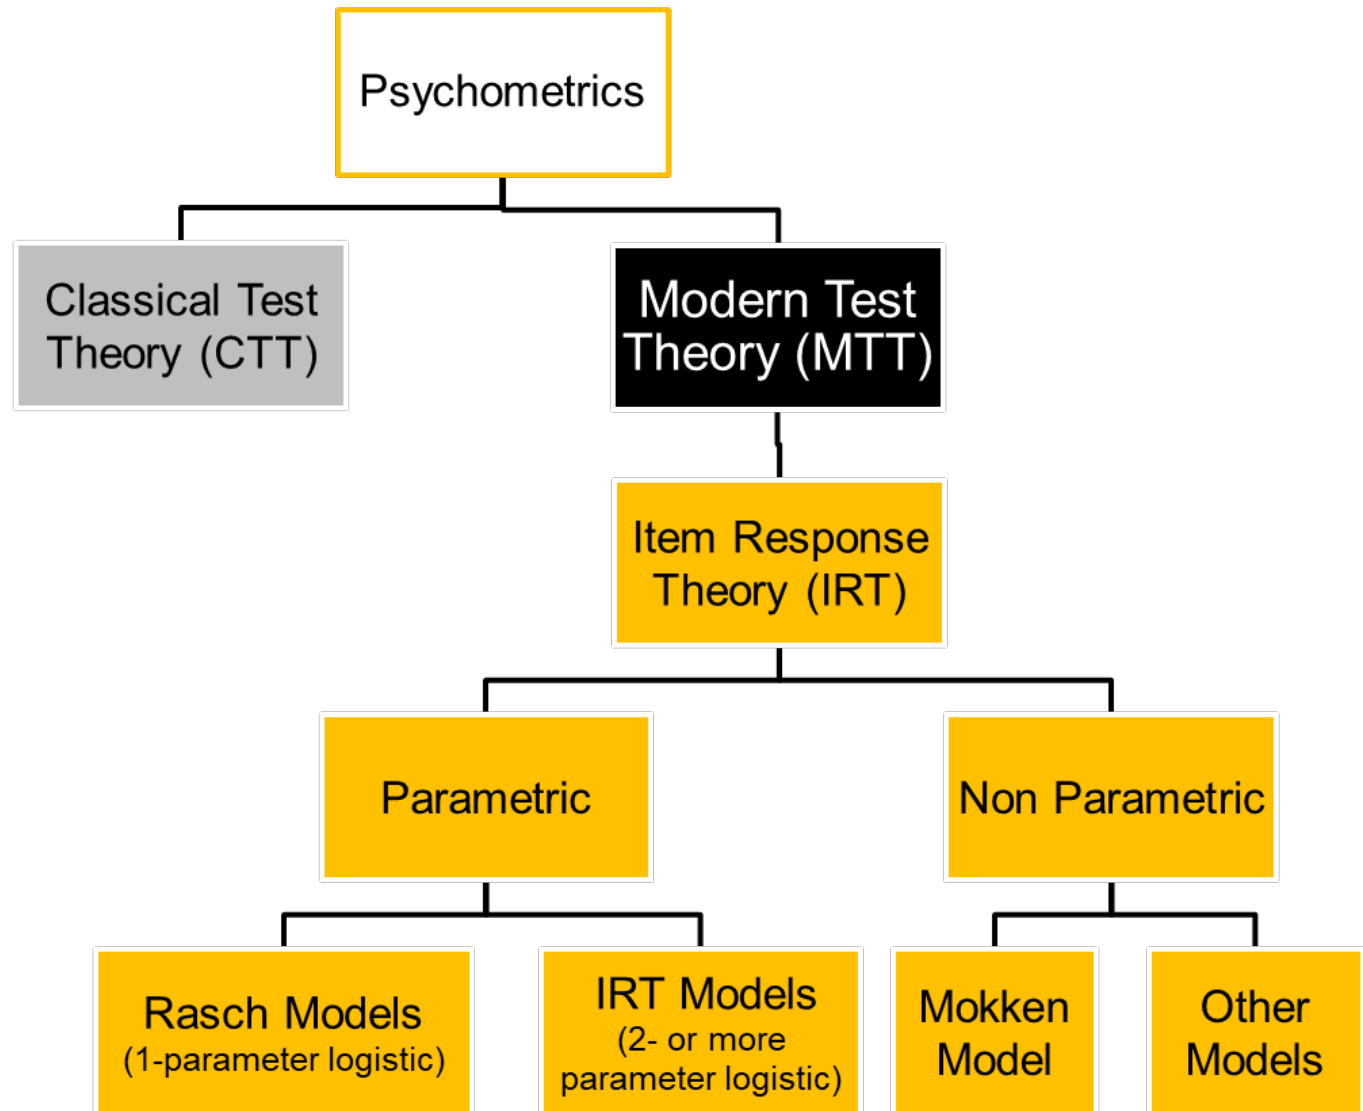 Psychometrics
Classical Test
Theory (CTT)
Modern Test
Theory (MTT)
Item Response
Theory (IRT)
Parametric
Non Parametric
Rasch Models
(1-parameter logistic)
IRT Models
(2- or more
parameter logistic)
Mokken
Model
Other
Models